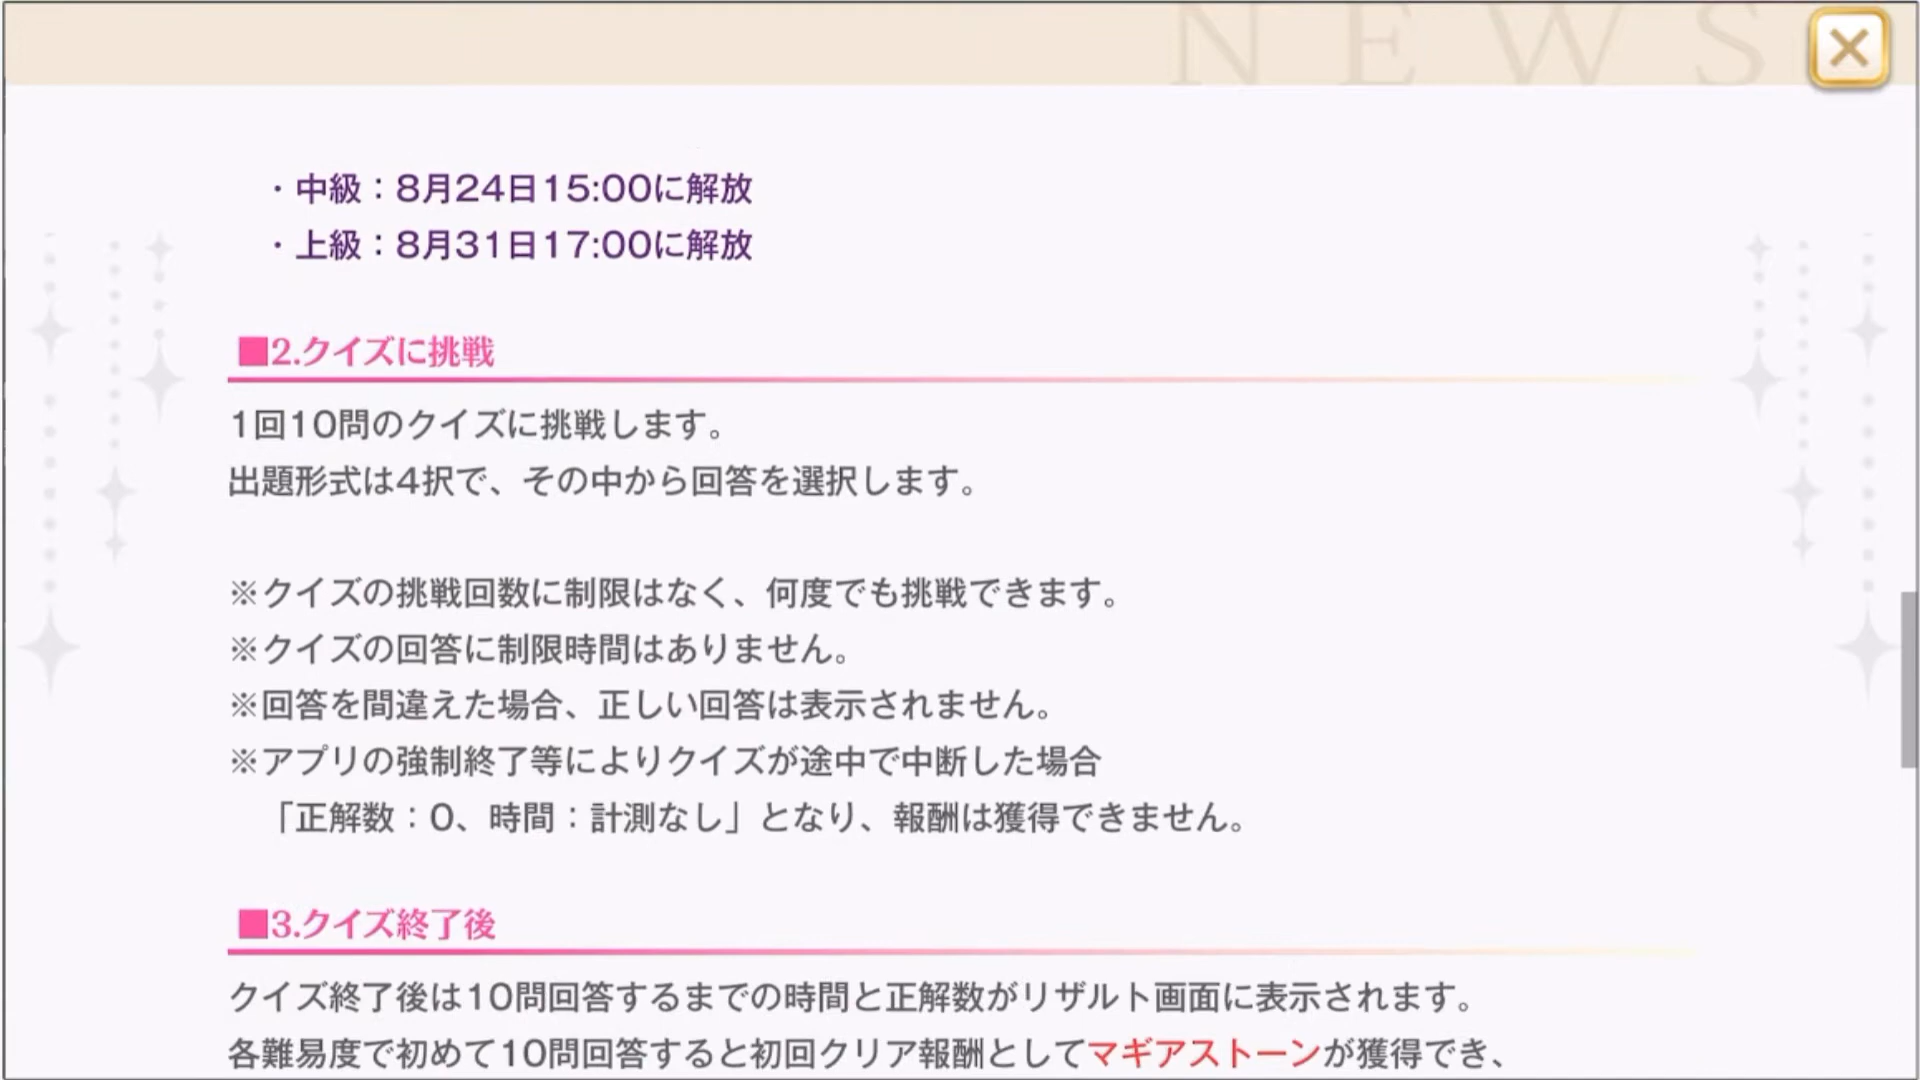 NEWS
・中級：8月24日15:00に解放
・上級：8月31日17:00に解放
■2.クイズに挑戦
1回10問のクイズに挑戦します。
出題形式は4択で、その中から回答を選択します。
※クイズの挑戦回数に制限はなく、何度でも挑戦できます。
※クイズの回答に制限時間はありません。
※回答を間違えた場合、正しい回答は表示されません。
※アプリの強制終了等によりクイズが途中で中断した場合
「正解数：0、時間：計測なし」となり、報酬は獲得できません。
■3.クイズ終了後
クイズ終了後は10問回答するまでの時間と正解数がリザルト画面に表示されます。
各難易度で初めて10問回答すると初回クリア報酬としてマギアストーンが獲得でき、